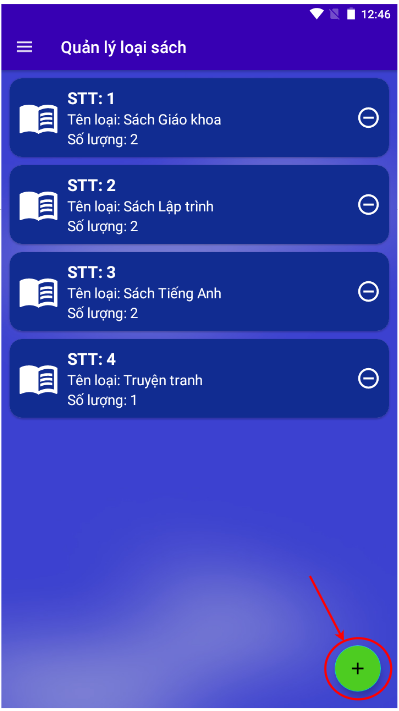 12:46
Quản lý loại sách
STT: 1
Tên loại: Sách Giáo khoa
Số lượng: 2
STT: 2
Tên loại: Sách Lập trình
Số lượng: 2
STT: 3
Tên loại: Sách Tiếng Anh
Số lượng: 2
STT: 4
Tên loại: Truyện tranh
Số lượng: 1
+